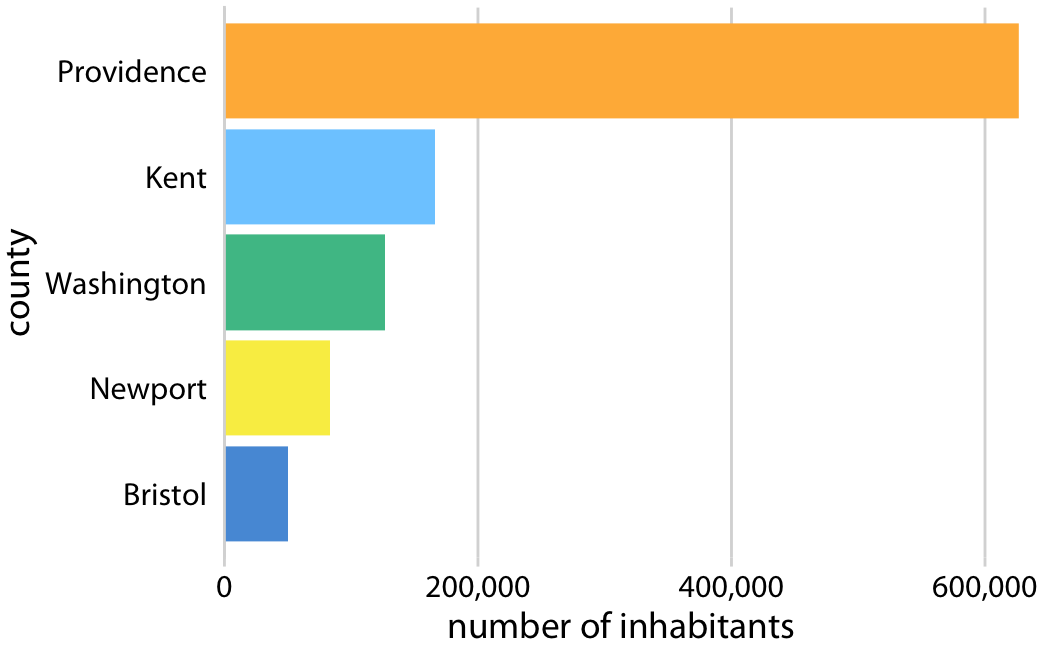 Providence
Kent
Washington
Newport
Bristol
county
0 200,000 400,000 600,000
number of inhabitants